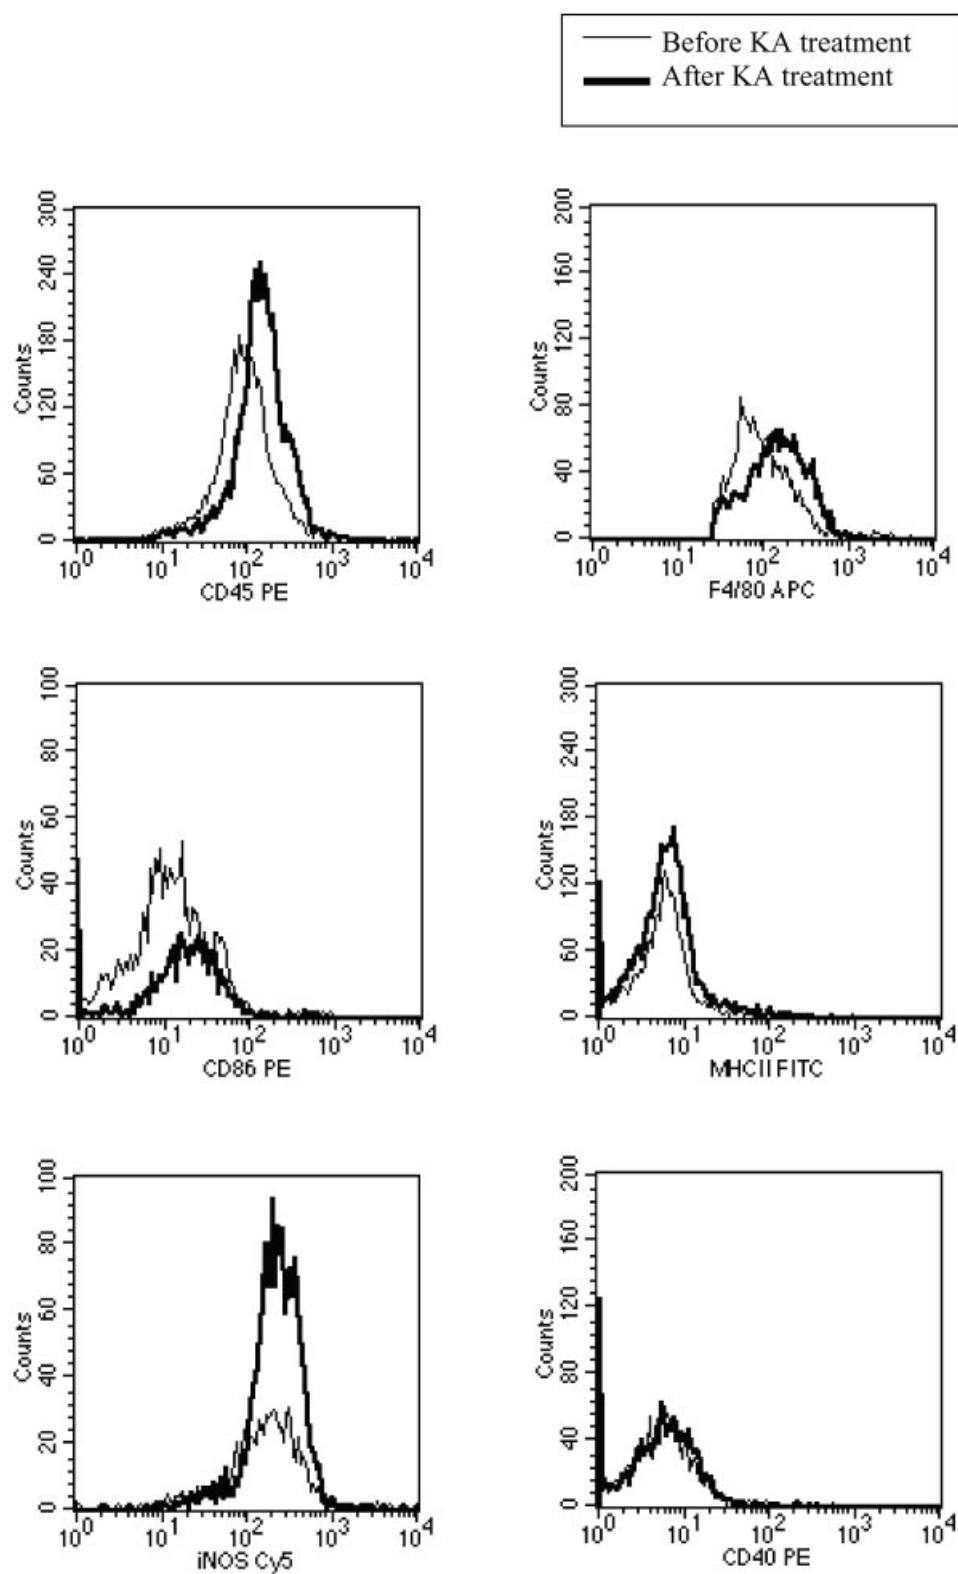 Before KA treatment
After KA treatment
300
240
180
120
60
0
Counts
10^0 10^1 10^2 10^3 10^4
CD45 PE
200
160
120
80
40
0
Counts
10^0 10^1 10^2 10^3 10^4
F4/80 APC
100
80
60
40
20
0
Counts
10^0 10^1 10^2 10^3 10^4
CD86 PE
300
240
180
120
60
0
Counts
10^0 10^1 10^2 10^3 10^4
MHCII FITC
100
80
60
40
20
0
Counts
10^0 10^1 10^2 10^3 10^4
iNOS Cy5
200
160
120
80
40
0
Counts
10^0 10^1 10^2 10^3 10^4
CD40 PE